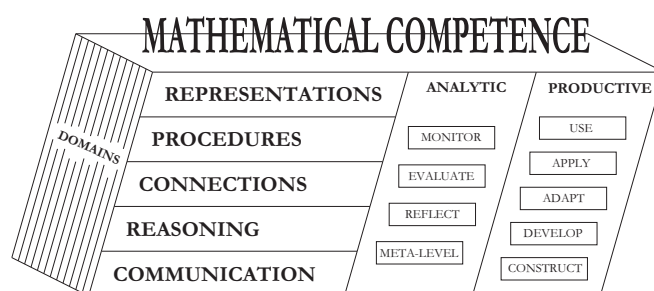 MATHEMATICAL COMPETENCE
DOMAINS
REPRESENTATIONS
PROCEDURES
CONNECTIONS
REASONING
COMMUNICATION
ANALYTIC
MONITOR
EVALUATE
REFLECT
META-LEVEL
PRODUCTIVE
USE
APPLY
ADAPT
DEVELOP
CONSTRUCT